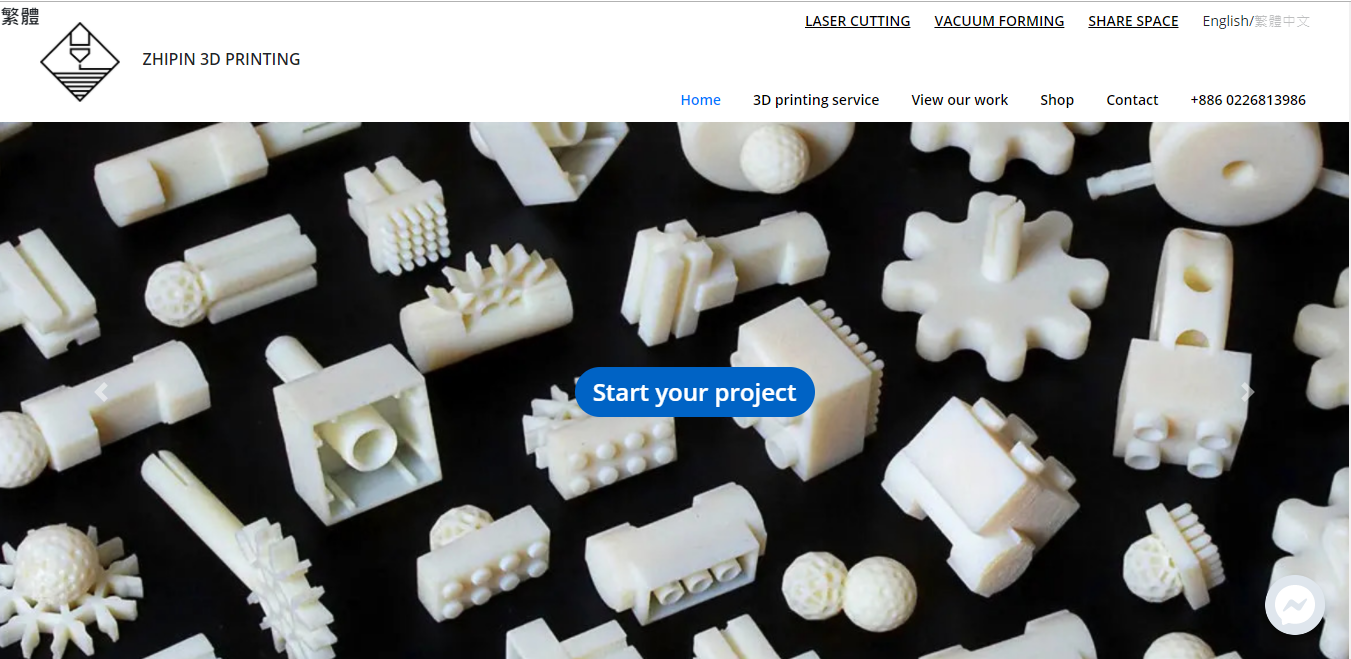 繁體
LASER CUTTING VACUUM FORMING SHARE SPACE English/繁體中文
ZHIPIN 3D PRINTING
Home 3D printing service View our work Shop Contact +886 0226813986
Start your project